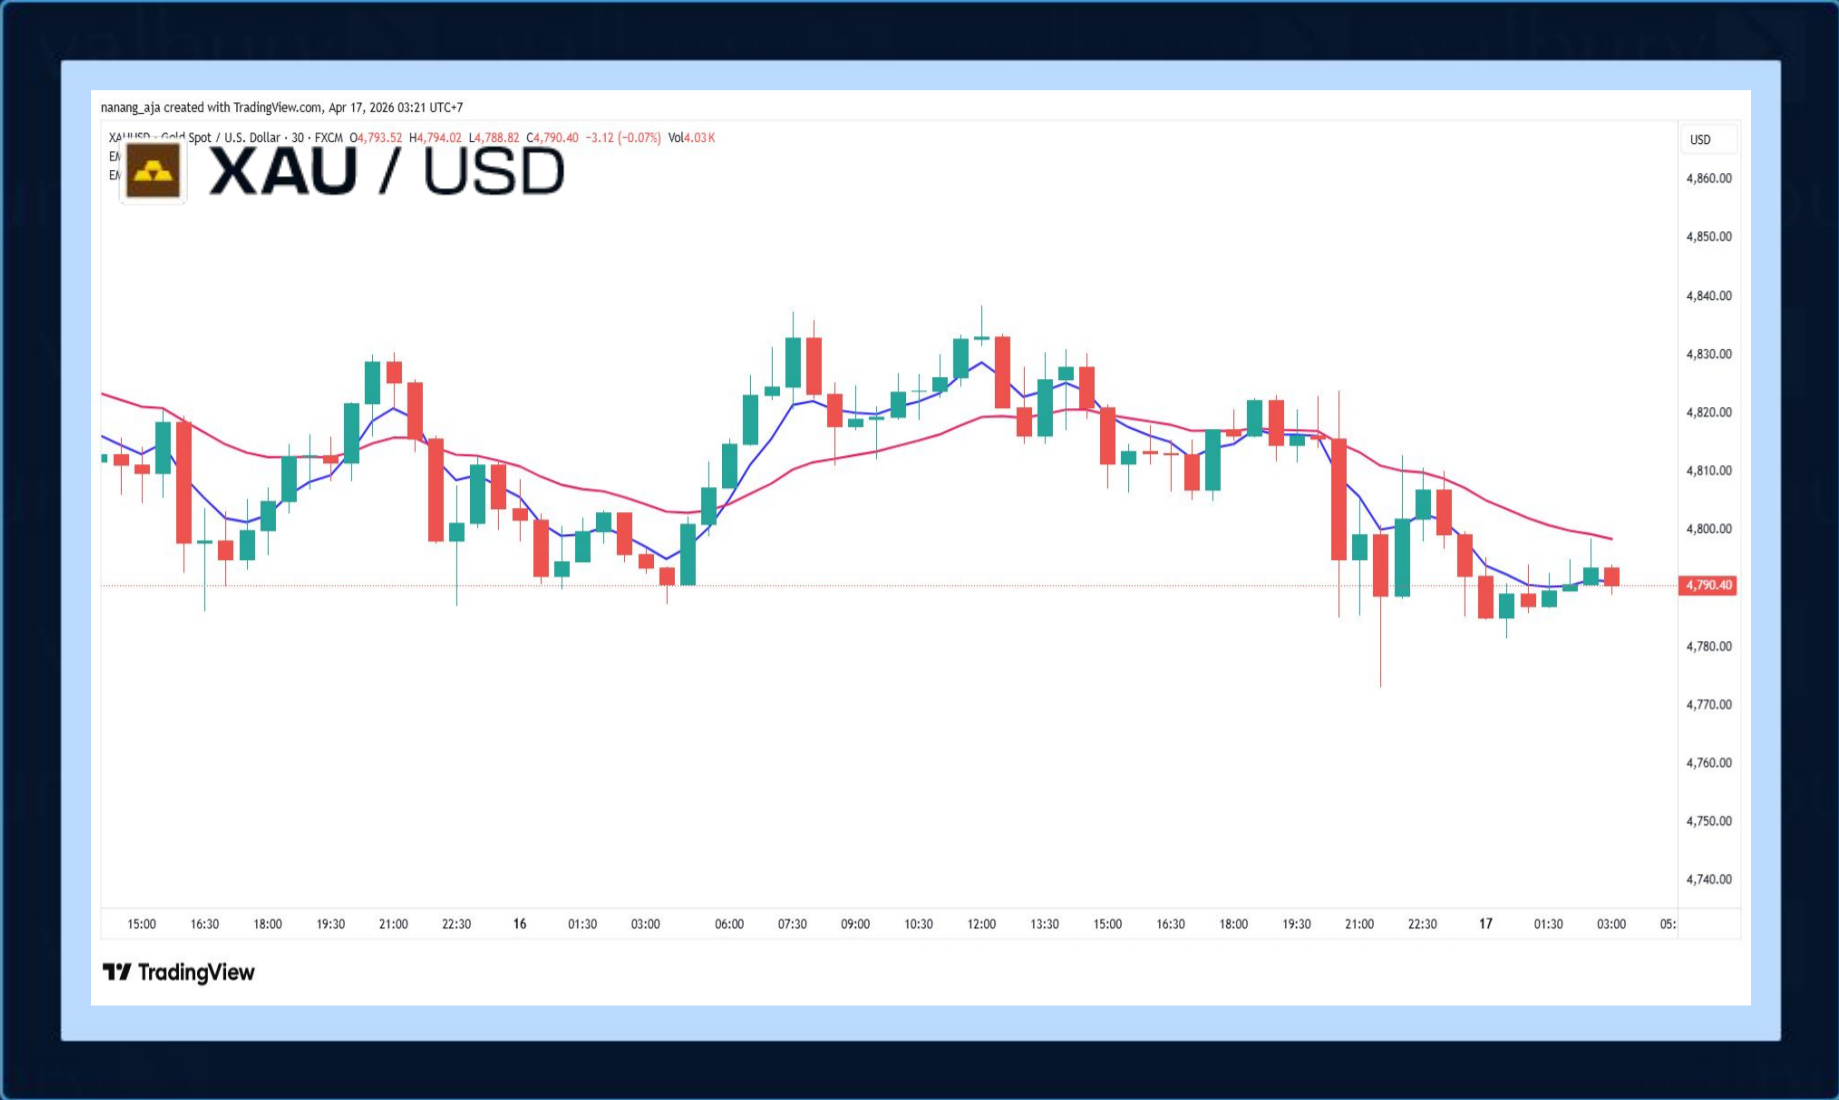 nanang_aja created with TradingView.com, Apr 17, 2026 03:21 UTC+7
XAUUSD · Gold Spot / U.S. Dollar · 30 · FXCM O4,793.52 H4,794.02 L4,788.82 C4,790.40 −3.12 (−0.07%) Vol4.03 K
XAU / USD
USD
4,860.00
4,850.00
4,840.00
4,830.00
4,820.00
4,810.00
4,800.00
4,790.40
4,780.00
4,770.00
4,760.00
4,750.00
4,740.00
15:00 16:30 18:00 19:30 21:00 22:30 16 01:30 03:00 06:00 07:30 09:00 10:30 12:00 13:30 15:00 16:30 18:00 19:30 21:00 22:30 17 01:30 03:00 05:
TradingView